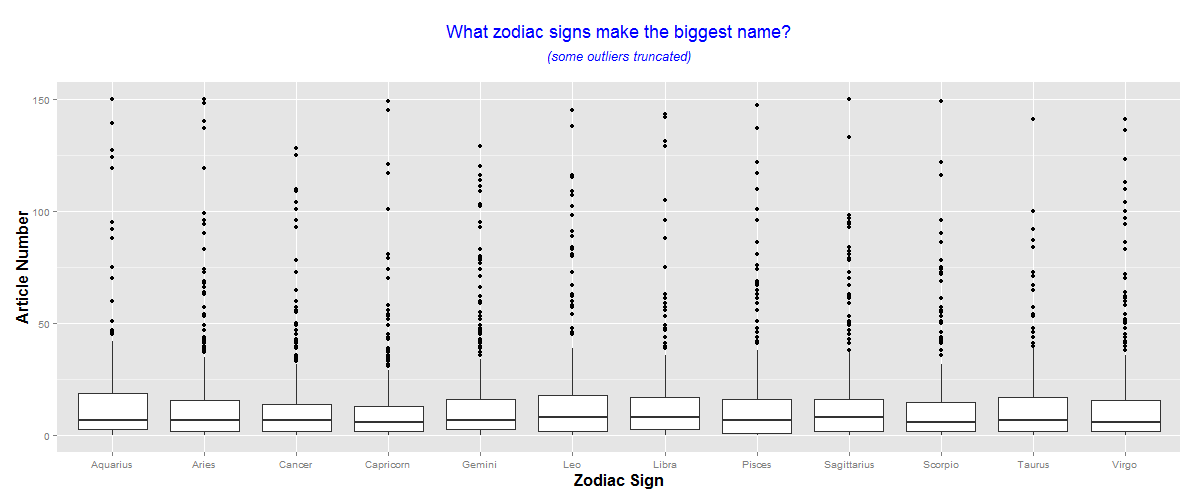 What zodiac signs make the biggest name?
(some outliers truncated)
Article Number
150
100
50
0
Aquarius Aries Cancer Capricorn Gemini Leo Libra Pisces Sagittarius Scorpio Taurus Virgo
Zodiac Sign